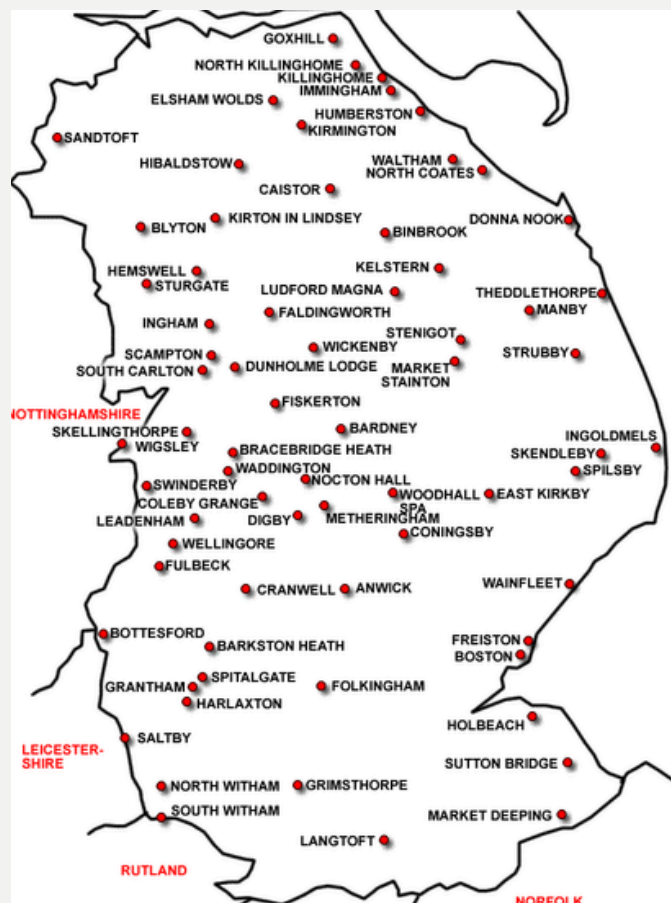 GOXHILL
NORTH KILLINGHOME
KILLINGHOME
IMMINGHAM
ELSHAM WOLDS
HUMBERSTON
KIRMINGTON
SANDTOFT
HIBALDSTOW
WALTHAM
NORTH COATES
CAISTOR
KIRTON IN LINDSEY
DONNA NOOK
BLYTON
BINBROOK
HEMSWELL
KELSTERN
STURGATE
LUDFORD MAGNA
THEDDLETHORPE
FALDINGWORTH
MANBY
INGHAM
STENIGOT
WICKENBY
SCAMPTON
STRUBBY
SOUTH CARLTON
DUNHOLME LODGE
MARKET
STAINTON
FISKERTON
NOTTINGHAMSHIRE
BARDNEY
SKELLINGTHORPE
WIGSLEY
INGOLDMELS
BRACEBRIDGE HEATH
SKENDLEBY
WADDINGTON
SPILSBY
NOCTON HALL
SWINDERBY
WOODHALL
SPA
EAST KIRKBY
COLEBY GRANGE
METHERINGHAM
LEADENHAM
DIGBY
CONINGSBY
WELLINGORE
FULBECK
WAINFLEET
CRANWELL
ANWICK
BOTTESFORD
FREISTON
BARKSTON HEATH
BOSTON
SPITALGATE
GRANTHAM
FOLKINGHAM
HARLAXTON
HOLBEACH
SALTBY
LEICESTER-
SHIRE
SUTTON BRIDGE
NORTH WITHAM
GRIMSTHORPE
SOUTH WITHAM
MARKET DEEPING
LANGTOFT
RUTLAND
NORFOLK